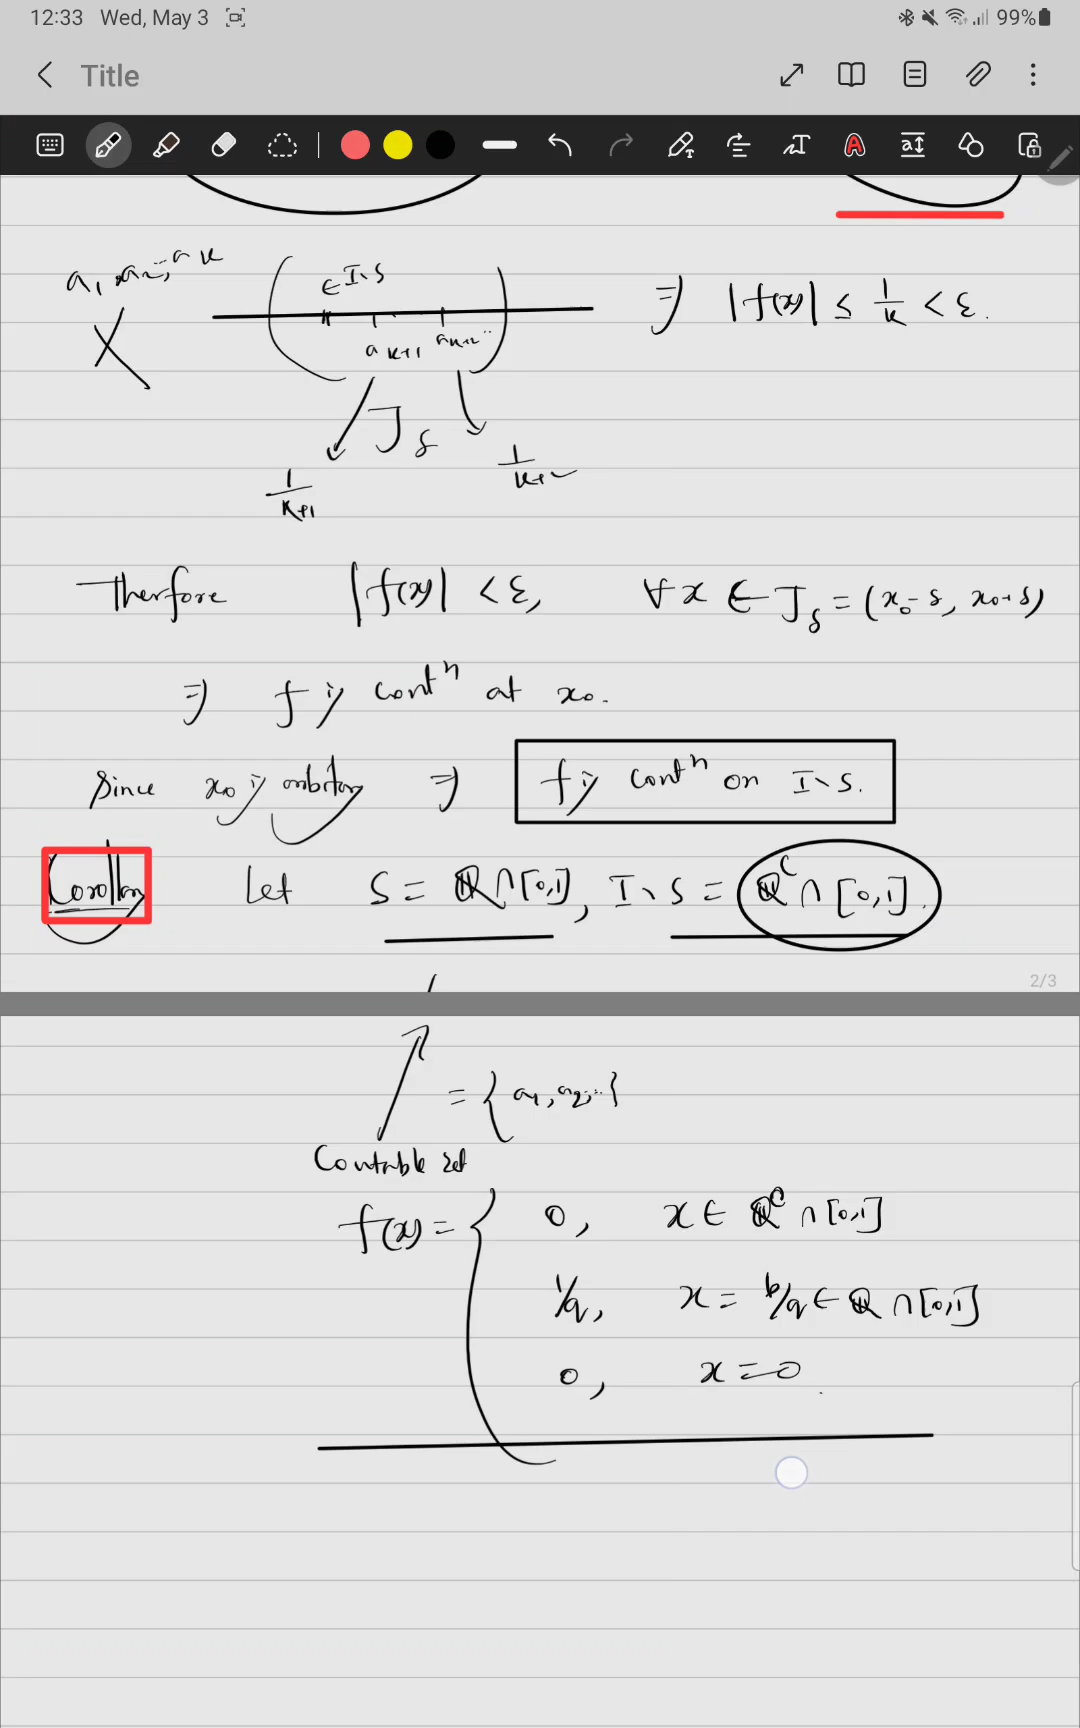 12:33 Wed, May 3 99%
Title
a₁, a₂, ... a_k
∈ I∖S
a_{k+1} a_{k+2} ..
⇒ |f(x)| ≤ 1/k < ε.
J_δ
1/k+1
1/k+2
Therfore |f(x)| < ε, ∀ x ∈ J_δ = (x₀-δ, x₀+δ)
⇒ f is contⁿ at x₀.
Since x₀ is arbitrary ⇒ f is contⁿ on I∖S.
Corollary Let S = ℚ∩[0,1], I∖S = ℚᶜ ∩ [0,1].
2/3
= {a₁, a₂, ..}
Countable set
f(x) = { 0, x ∈ ℚᶜ ∩ [0,1]
1/q, x = p/q ∈ ℚ ∩ [0,1]
0, x = 0.